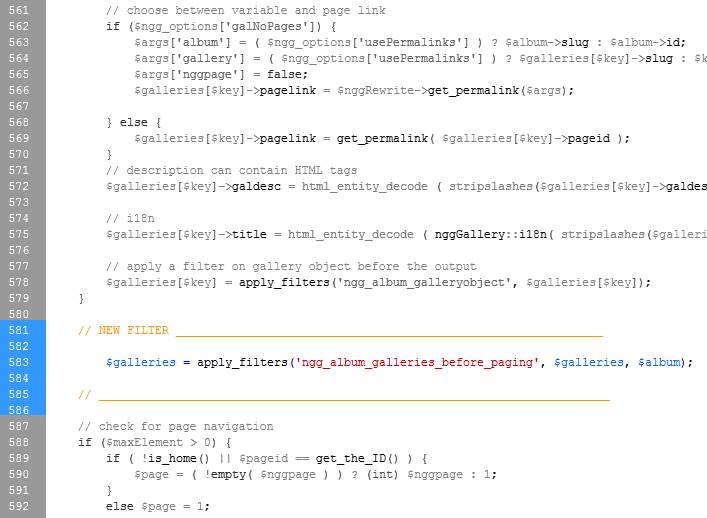 561 // choose between variable and page link
562 if ($ngg_options['galNoPages']) {
563 $args['album'] = ( $ngg_options['usePermalinks'] ) ? $album->slug : $album->id;
564 $args['gallery'] = ( $ngg_options['usePermalinks'] ) ? $galleries[$key]->slug : $k
565 $args['nggpage'] = false;
566 $galleries[$key]->pagelink = $nggRewrite->get_permalink($args);
567
568 } else {
569 $galleries[$key]->pagelink = get_permalink( $galleries[$key]->pageid );
570 }
571 // description can contain HTML tags
572 $galleries[$key]->galdesc = html_entity_decode ( stripslashes($galleries[$key]->galdes
573
574 // i18n
575 $galleries[$key]->title = html_entity_decode ( nggGallery::i18n( stripslashes($galleri
576
577 // apply a filter on gallery object before the output
578 $galleries[$key] = apply_filters('ngg_album_galleryobject', $galleries[$key]);
579 }
580
581 // NEW FILTER _____________________________________________________________
582
583 $galleries = apply_filters('ngg_album_galleries_before_paging', $galleries, $album);
584
585 // _________________________________________________________________________
586
587 // check for page navigation
588 if ($maxElement > 0) {
589 if ( !is_home() || $pageid == get_the_ID() ) {
590 $page = ( !empty( $nggpage ) ) ? (int) $nggpage : 1;
591 }
592 else $page = 1;